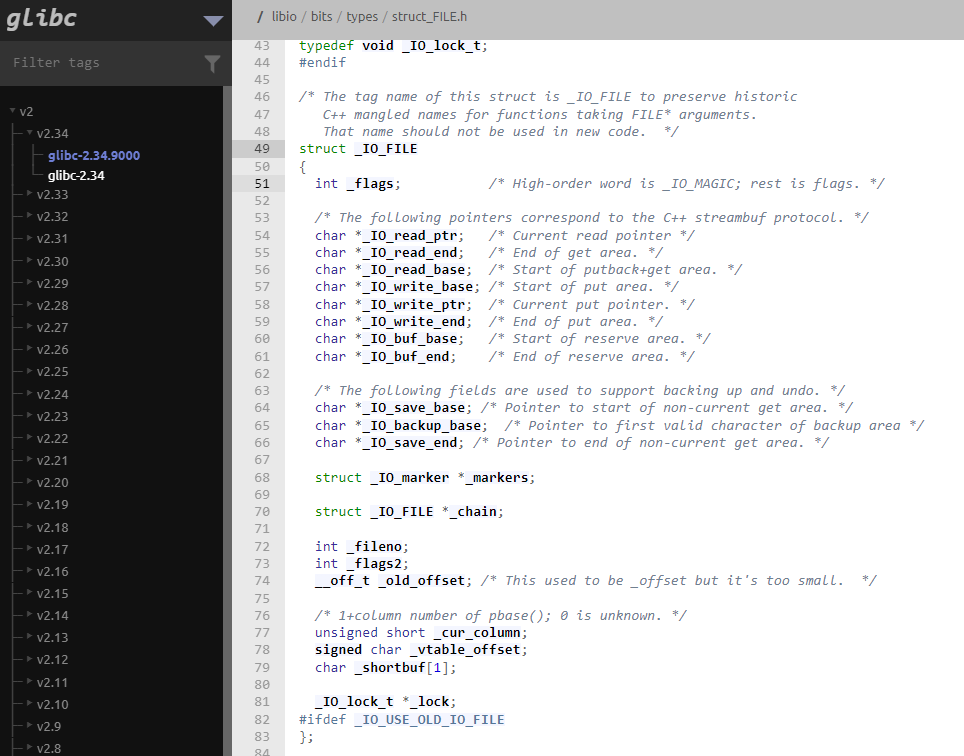 glibc
Filter tags
v2
v2.34
glibc-2.34.9000
glibc-2.34
v2.33
v2.32
v2.31
v2.30
v2.29
v2.28
v2.27
v2.26
v2.25
v2.24
v2.23
v2.22
v2.21
v2.20
v2.19
v2.18
v2.17
v2.16
v2.15
v2.14
v2.13
v2.12
v2.11
v2.10
v2.9
v2.8
/ libio / bits / types / struct_FILE.h
43 typedef void _IO_lock_t;
44 #endif
45
46 /* The tag name of this struct is _IO_FILE to preserve historic
47 C++ mangled names for functions taking FILE* arguments.
48 That name should not be used in new code.  */
49 struct _IO_FILE
50 {
51 int _flags; /* High-order word is _IO_MAGIC; rest is flags. */
52
53 /* The following pointers correspond to the C++ streambuf protocol. */
54 char *_IO_read_ptr; /* Current read pointer */
55 char *_IO_read_end; /* End of get area. */
56 char *_IO_read_base; /* Start of putback+get area. */
57 char *_IO_write_base; /* Start of put area. */
58 char *_IO_write_ptr; /* Current put pointer. */
59 char *_IO_write_end; /* End of put area. */
60 char *_IO_buf_base; /* Start of reserve area. */
61 char *_IO_buf_end; /* End of reserve area. */
62
63 /* The following fields are used to support backing up and undo. */
64 char *_IO_save_base; /* Pointer to start of non-current get area. */
65 char *_IO_backup_base; /* Pointer to first valid character of backup area */
66 char *_IO_save_end; /* Pointer to end of non-current get area. */
67
68 struct _IO_marker *_markers;
69
70 struct _IO_FILE *_chain;
71
72 int _fileno;
73 int _flags2;
74 __off_t _old_offset; /* This used to be _offset but it's too small.  */
75
76 /* 1+column number of pbase(); 0 is unknown. */
77 unsigned short _cur_column;
78 signed char _vtable_offset;
79 char _shortbuf[1];
80
81 _IO_lock_t *_lock;
82 #ifdef _IO_USE_OLD_IO_FILE
83 };
84